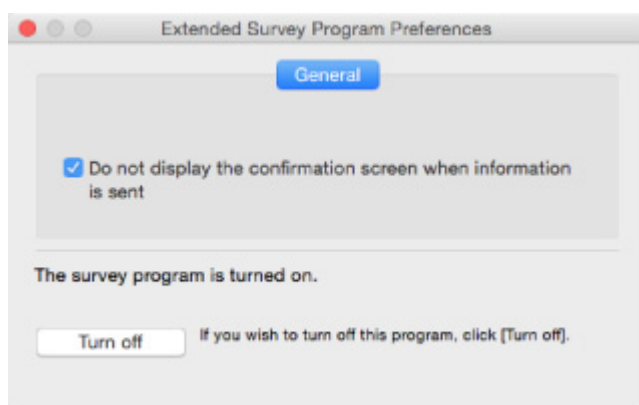 Extended Survey Program Preferences
General
Do not display the confirmation screen when information
is sent
The survey program is turned on.
Turn off
If you wish to turn off this program, click [Turn off].